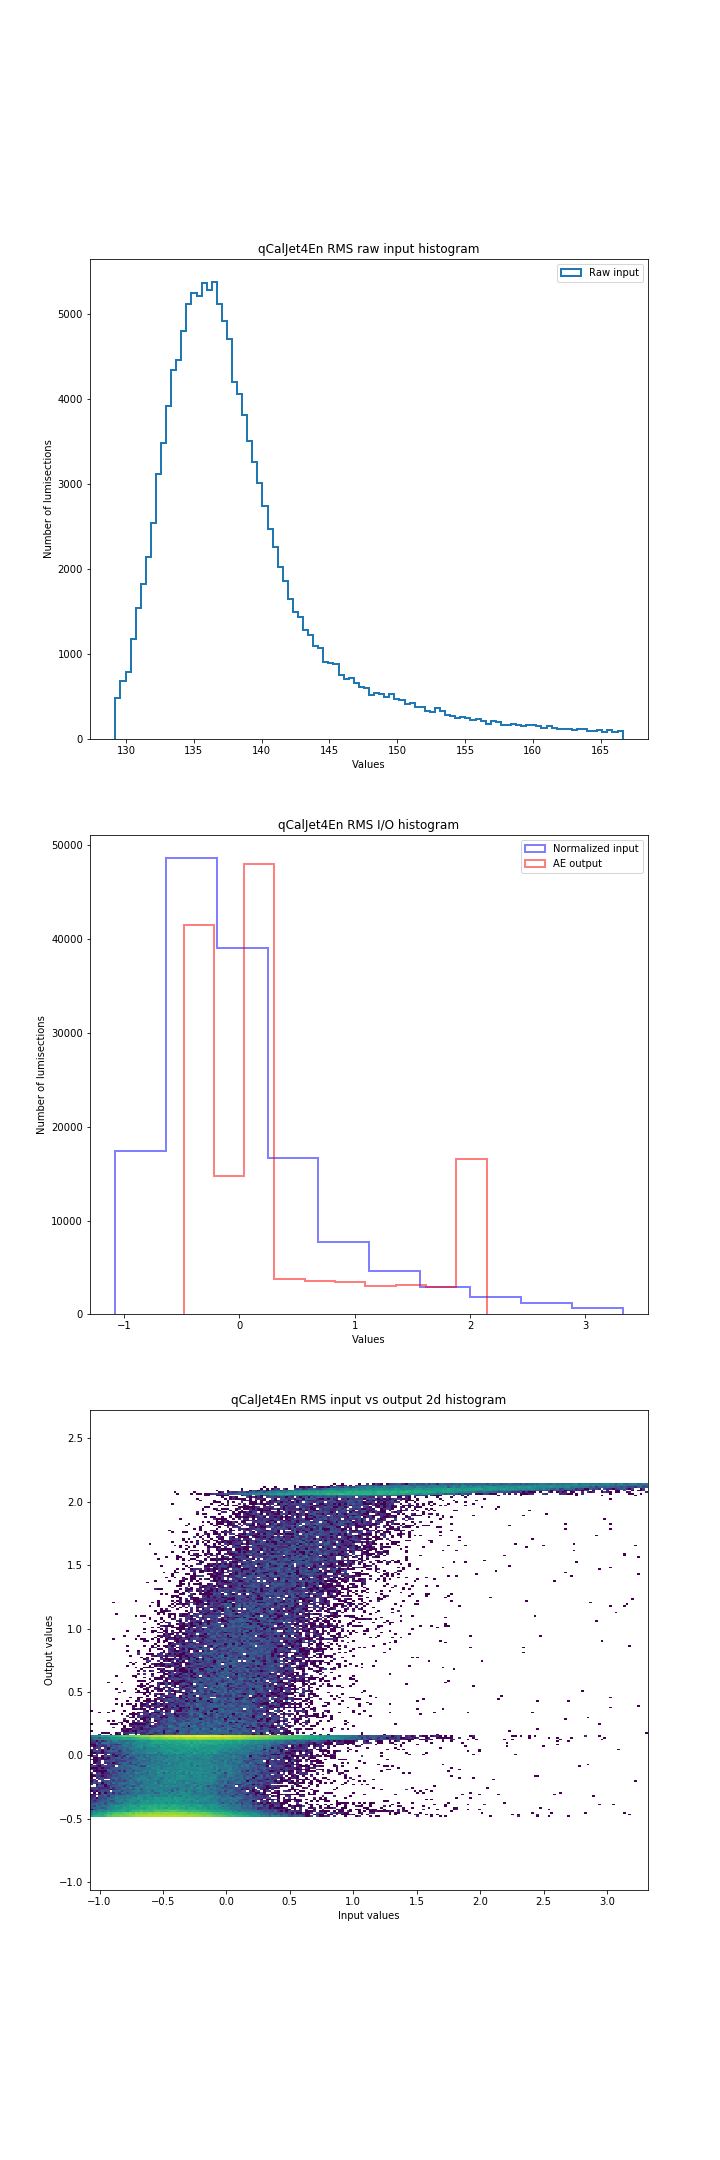 qCalJet4En RMS raw input histogram
Raw input
5000
4000
3000
2000
1000
0
Number of lumisections
130 135 140 145 150 155 160 165
Values
qCalJet4En RMS I/O histogram
Normalized input
AE output
50000
40000
30000
20000
10000
0
Number of lumisections
−1 0 1 2 3
Values
qCalJet4En RMS input vs output 2d histogram
2.5
2.0
1.5
1.0
0.5
0.0
−0.5
−1.0
Output values
−1.0 −0.5 0.0 0.5 1.0 1.5 2.0 2.5 3.0
Input values